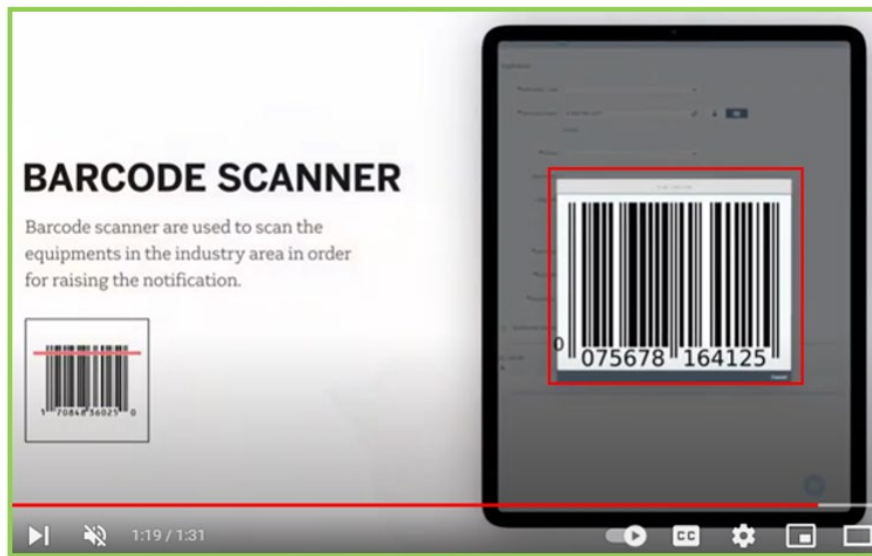 BARCODE SCANNER
Barcode scanner are used to scan the
equipments in the industry area in order
for raising the notification.
0 075678 164125
1 70848 36025 0
1:19 / 1:31
CC